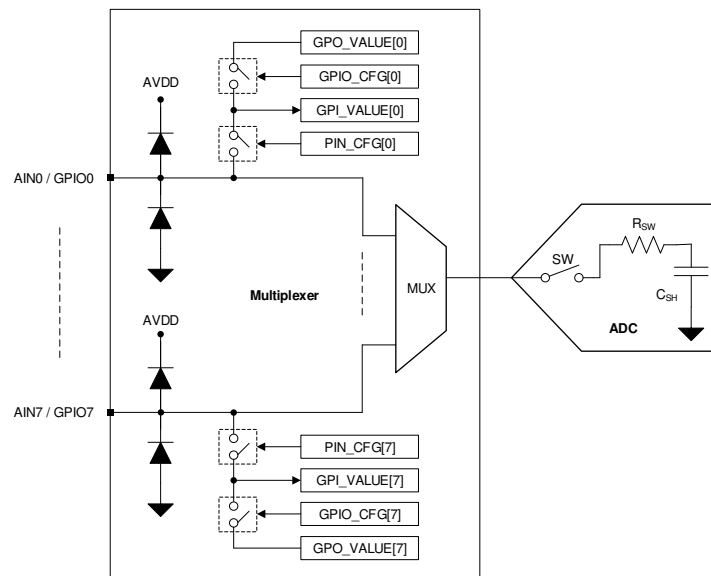 GPO_VALUE[0]
GPIO_CFG[0]
AVDD
GPI_VALUE[0]
PIN_CFG[0]
AIN0 / GPIO0
RSW
SW
MUX
CSH
Multiplexer
ADC
AVDD
AIN7 / GPIO7
PIN_CFG[7]
GPI_VALUE[7]
GPIO_CFG[7]
GPO_VALUE[7]